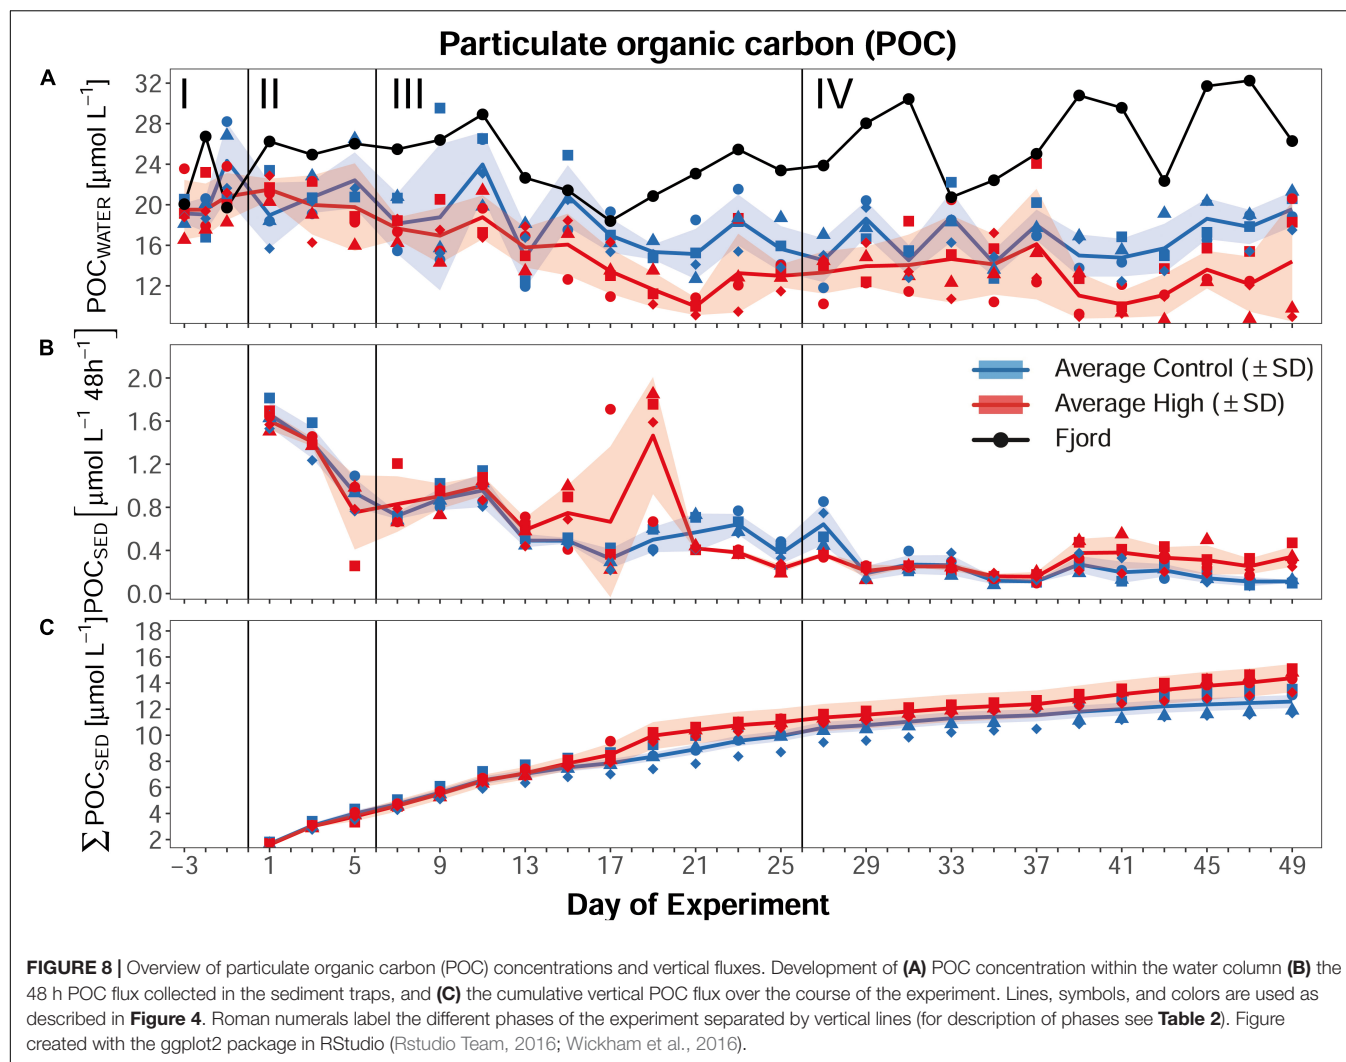 Particulate organic carbon (POC)
A
I II III IV
POC_WATER [µmol L⁻¹]
32
28
24
20
16
12
B
POC_SED [µmol L⁻¹ 48h⁻¹]
2.0
1.6
1.2
0.8
0.4
0.0
Average Control (±SD)
Average High (±SD)
Fjord
C
∑POC_SED [µmol L⁻¹]
18
16
14
12
10
8
6
4
2
−3 1 5 9 13 17 21 25 29 33 37 41 45 49
Day of Experiment
FIGURE 8 | Overview of particulate organic carbon (POC) concentrations and vertical fluxes. Development of (A) POC concentration within the water column (B) the
48 h POC flux collected in the sediment traps, and (C) the cumulative vertical POC flux over the course of the experiment. Lines, symbols, and colors are used as
described in Figure 4. Roman numerals label the different phases of the experiment separated by vertical lines (for description of phases see Table 2). Figure
created with the ggplot2 package in RStudio (Rstudio Team, 2016; Wickham et al., 2016).